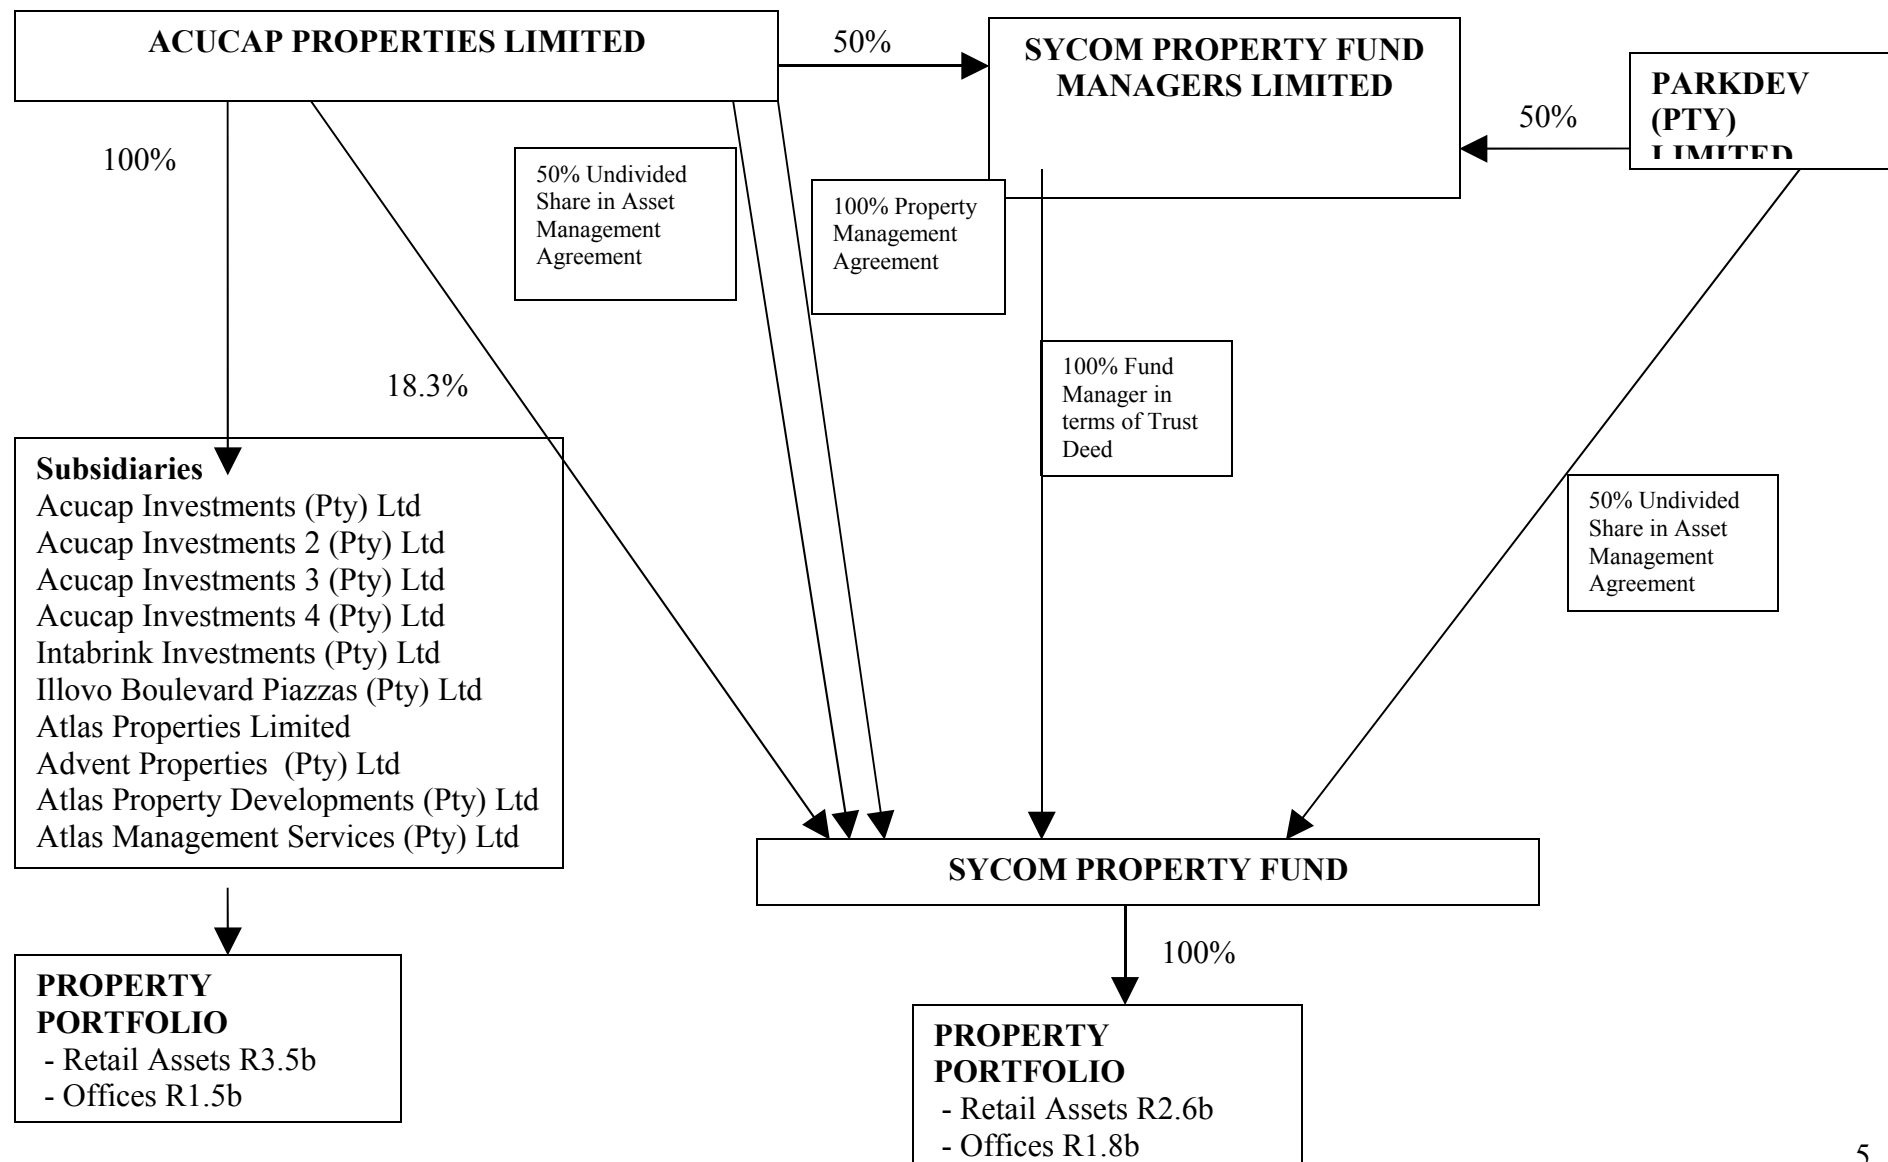 ACUCAP PROPERTIES LIMITED
50%
SYCOM PROPERTY FUND
MANAGERS LIMITED
50%
PARKDEV
(PTY)
LIMITED
100%
50% Undivided
Share in Asset
Management
Agreement
100% Property
Management
Agreement
18.3%
100% Fund
Manager in
terms of Trust
Deed
50% Undivided
Share in Asset
Management
Agreement
Subsidiaries
Acucap Investments (Pty) Ltd
Acucap Investments 2 (Pty) Ltd
Acucap Investments 3 (Pty) Ltd
Acucap Investments 4 (Pty) Ltd
Intabrink Investments (Pty) Ltd
Illovo Boulevard Piazzas (Pty) Ltd
Atlas Properties Limited
Advent Properties  (Pty) Ltd
Atlas Property Developments (Pty) Ltd
Atlas Management Services (Pty) Ltd
SYCOM PROPERTY FUND
100%
PROPERTY
PORTFOLIO
- Retail Assets R3.5b
- Offices R1.5b
PROPERTY
PORTFOLIO
- Retail Assets R2.6b
- Offices R1.8b
5